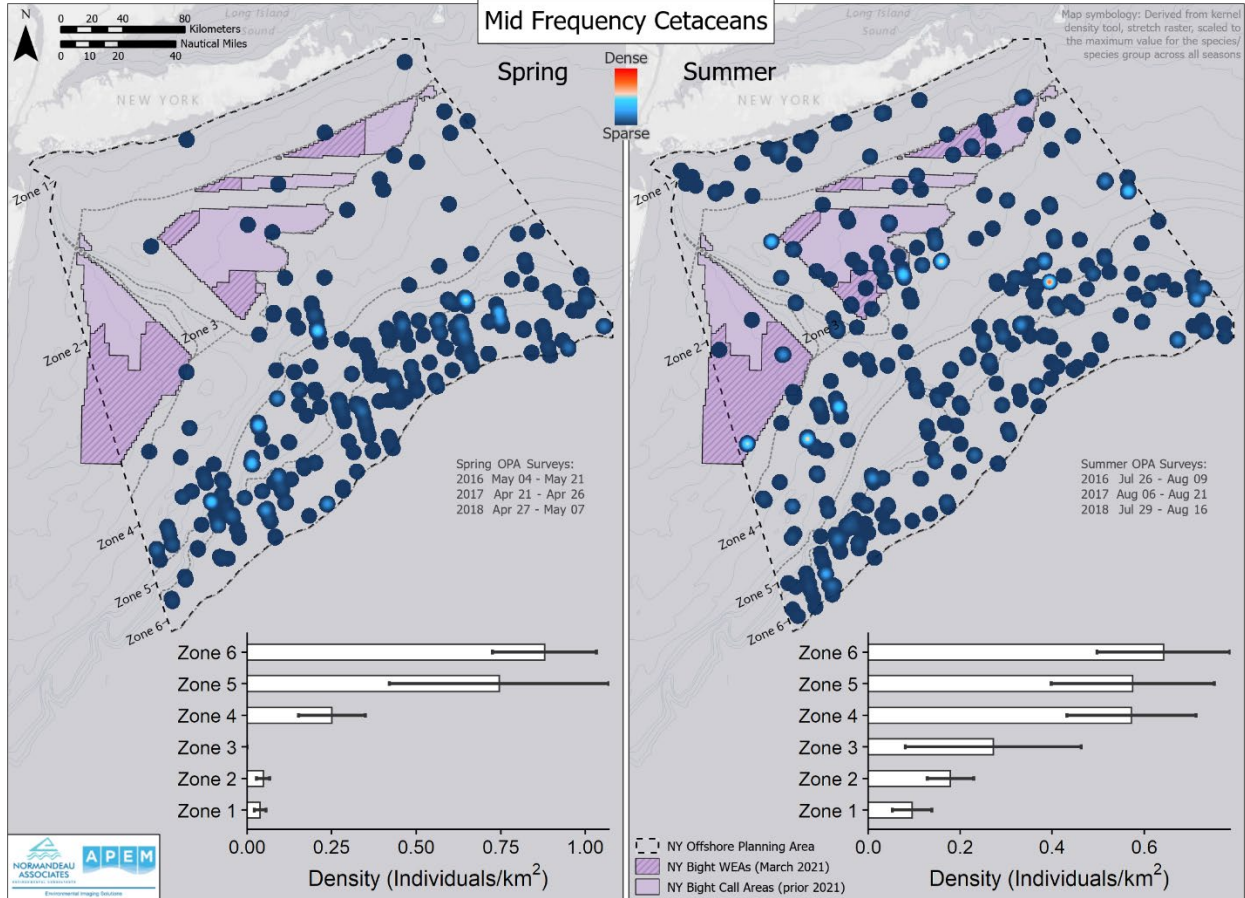 Mid Frequency Cetaceans
N
0 20 40 80
Kilometers
Nautical Miles
0 10 20 40
Long Island
Sound
NEW YORK
Spring
Dense
Sparse
Zone 1
Zone 2
Zone 3
Zone 4
Zone 5
Zone 6
Spring OPA Surveys:
2016 May 04 - May 21
2017 Apr 21 - Apr 26
2018 Apr 27 - May 07
Zone 6
Zone 5
Zone 4
Zone 3
Zone 2
Zone 1
0.00 0.25 0.50 0.75 1.00
Density (Individuals/km²)
NORMANDEAU
ASSOCIATES
ENVIRONMENTAL CONSULTANTS
APEM
Environmental Imaging Solutions
Summer
Long Island
Sound
NEW YORK
Map symbology: Derived from kernel
density tool, stretch raster, scaled to
the maximum value for the species/
species group across all seasons
Zone 1
Zone 2
Zone 3
Zone 4
Zone 5
Zone 6
Summer OPA Surveys:
2016 Jul 26 - Aug 09
2017 Aug 06 - Aug 21
2018 Jul 29 - Aug 16
Zone 6
Zone 5
Zone 4
Zone 3
Zone 2
Zone 1
0.0 0.2 0.4 0.6
Density (Individuals/km²)
NY Offshore Planning Area
NY Bight WEAs (March 2021)
NY Bight Call Areas (prior 2021)